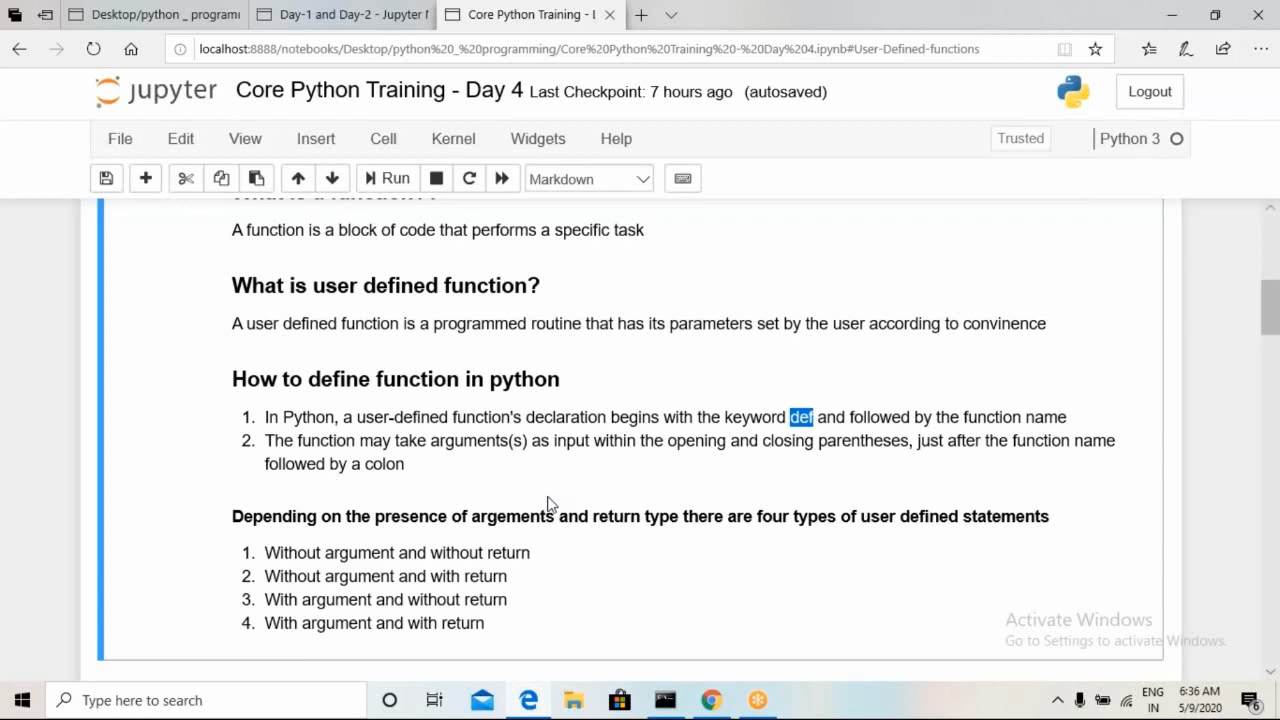 Desktop/python _ programi
Day-1 and Day-2 - Jupyter N
Core Python Training - D
localhost:8888/notebooks/Desktop/python%20_%20programming/Core%20Python%20Training%20-%20Day%204.ipynb#User-Defined-functions
jupyter Core Python Training - Day 4 Last Checkpoint: 7 hours ago (autosaved)
Logout
File Edit View Insert Cell Kernel Widgets Help
Trusted
Python 3
Run
Markdown
A function is a block of code that performs a specific task
What is user defined function?
A user defined function is a programmed routine that has its parameters set by the user according to convinence
How to define function in python
1. In Python, a user-defined function's declaration begins with the keyword def and followed by the function name
2. The function may take arguments(s) as input within the opening and closing parentheses, just after the function name
followed by a colon
Depending on the presence of argements and return type there are four types of user defined statements
1. Without argument and without return
2. Without argument and with return
3. With argument and without return
4. With argument and with return
Activate Windows
Go to Settings to activate Windows.
Type here to search
ENG
IN
6:36 AM
5/9/2020
6